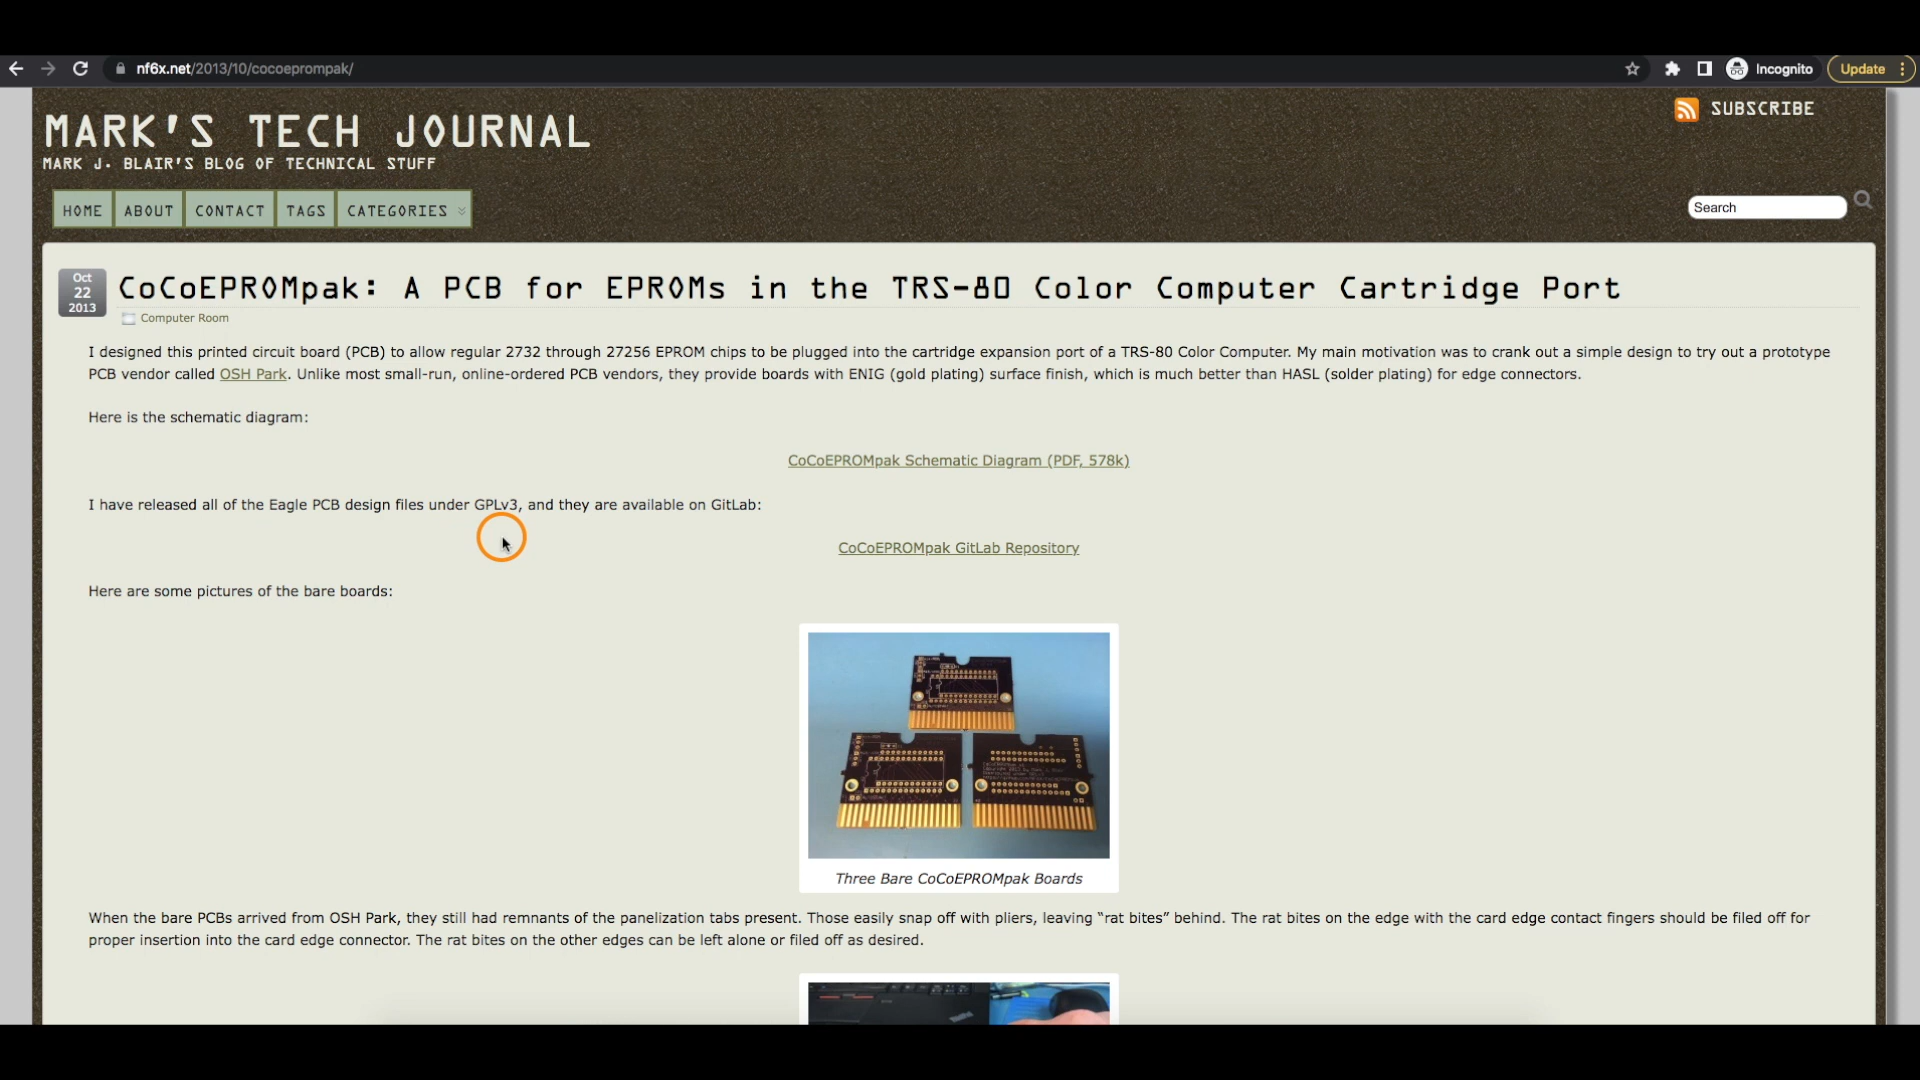 nf6x.net/2013/10/cocoeprompak/
Incognito
Update
MARK'S TECH JOURNAL
MARK J. BLAIR'S BLOG OF TECHNICAL STUFF
SUBSCRIBE
HOME ABOUT CONTACT TAGS CATEGORIES
Search
Oct
22
2013
CoCoEPROMpak: A PCB for EPROMs in the TRS-80 Color Computer Cartridge Port
Computer Room
I designed this printed circuit board (PCB) to allow regular 2732 through 27256 EPROM chips to be plugged into the cartridge expansion port of a TRS-80 Color Computer. My main motivation was to crank out a simple design to try out a prototype
PCB vendor called OSH Park. Unlike most small-run, online-ordered PCB vendors, they provide boards with ENIG (gold plating) surface finish, which is much better than HASL (solder plating) for edge connectors.
Here is the schematic diagram:
CoCoEPROMpak Schematic Diagram (PDF, 578k)
I have released all of the Eagle PCB design files under GPLv3, and they are available on GitLab:
CoCoEPROMpak GitLab Repository
Here are some pictures of the bare boards:
Three Bare CoCoEPROMpak Boards
When the bare PCBs arrived from OSH Park, they still had remnants of the panelization tabs present. Those easily snap off with pliers, leaving “rat bites” behind. The rat bites on the edge with the card edge contact fingers should be filed off for
proper insertion into the card edge connector. The rat bites on the other edges can be left alone or filed off as desired.